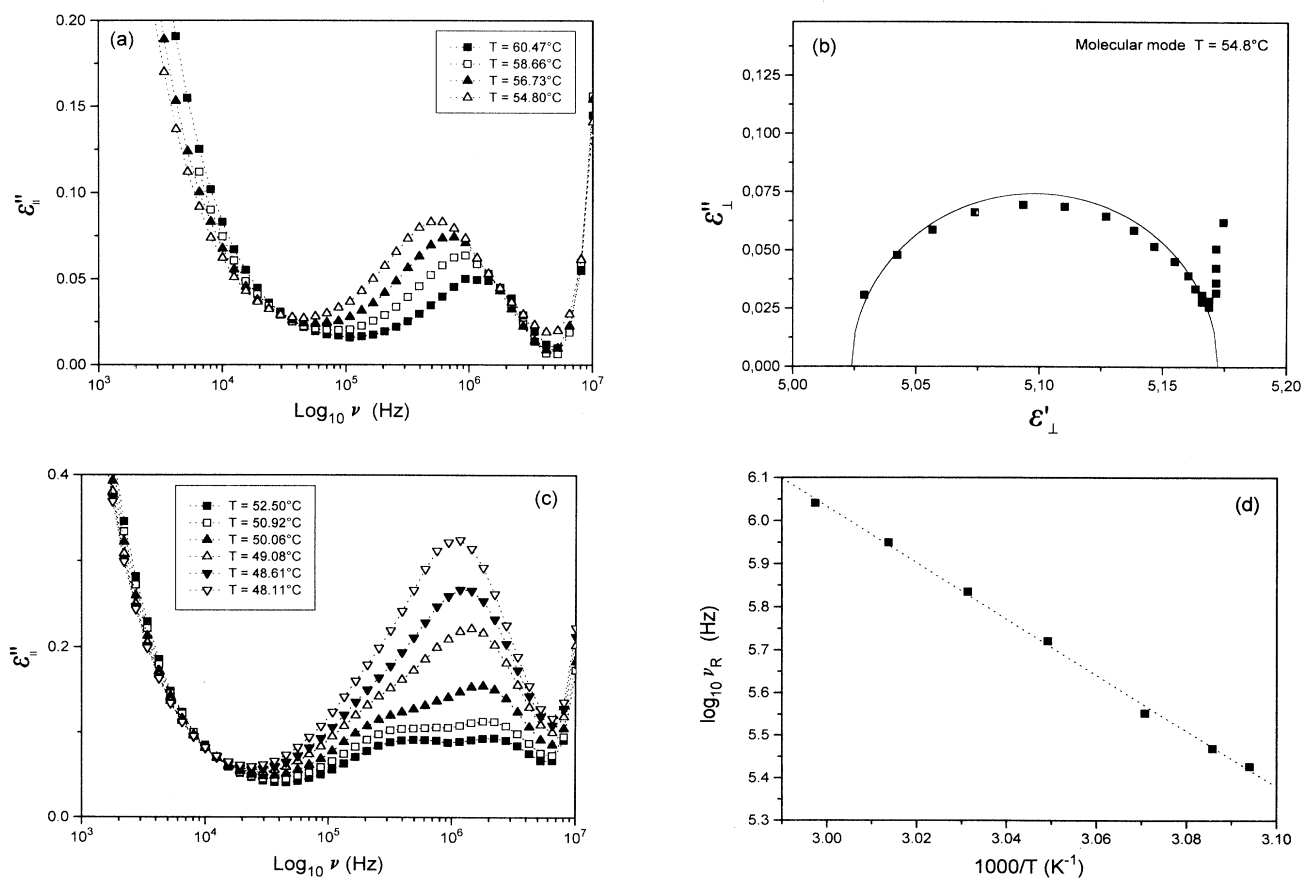 (a)
0.20
0.15
0.10
0.05
0.00
ε"∥
T = 60.47°C
T = 58.66°C
T = 56.73°C
T = 54.80°C
10³ 10⁴ 10⁵ 10⁶ 10⁷
Log₁₀ ν (Hz)
(b)
Molecular mode T = 54.8°C
0,125
0,100
0,075
0,050
0,025
0,000
ε"⊥
5,00 5,05 5,10 5,15 5,20
ε'⊥
(c)
0.4
0.2
0.0
ε"∥
T = 52.50°C
T = 50.92°C
T = 50.06°C
T = 49.08°C
T = 48.61°C
T = 48.11°C
10³ 10⁴ 10⁵ 10⁶ 10⁷
Log₁₀ ν (Hz)
(d)
6.1
6.0
5.9
5.8
5.7
5.6
5.5
5.4
5.3
log₁₀ νR (Hz)
3.00 3.02 3.04 3.06 3.08 3.10
1000/T (K⁻¹)